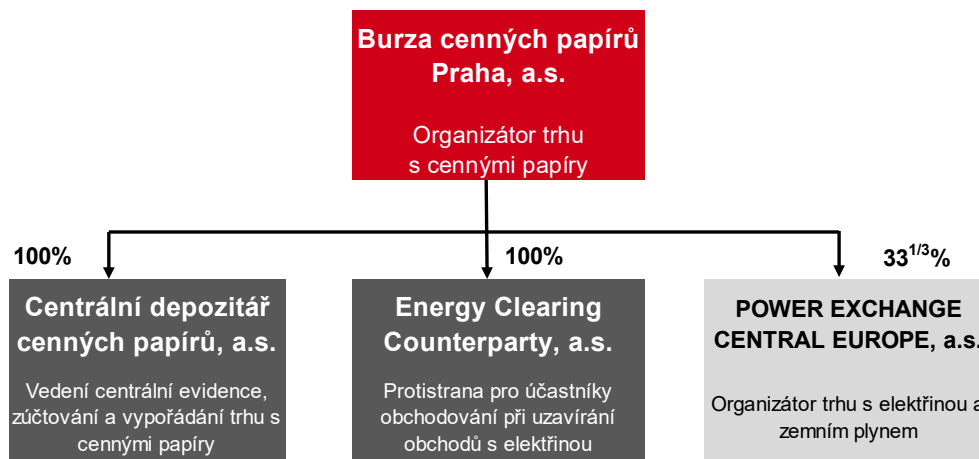 Burza cenných papírů
Praha, a.s.
Organizátor trhu
s cennými papíry
100%
100%
33 1/3%
Centrální depozitář
cenných papírů, a.s.
Vedení centrální evidence,
zúčtování a vypořádání trhu s
cennými papíry
Energy Clearing
Counterparty, a.s.
Protistrana pro účastníky
obchodování při uzavírání
obchodů s elektřinou
POWER EXCHANGE
CENTRAL EUROPE, a.s.
Organizátor trhu s elektřinou a
zemním plynem